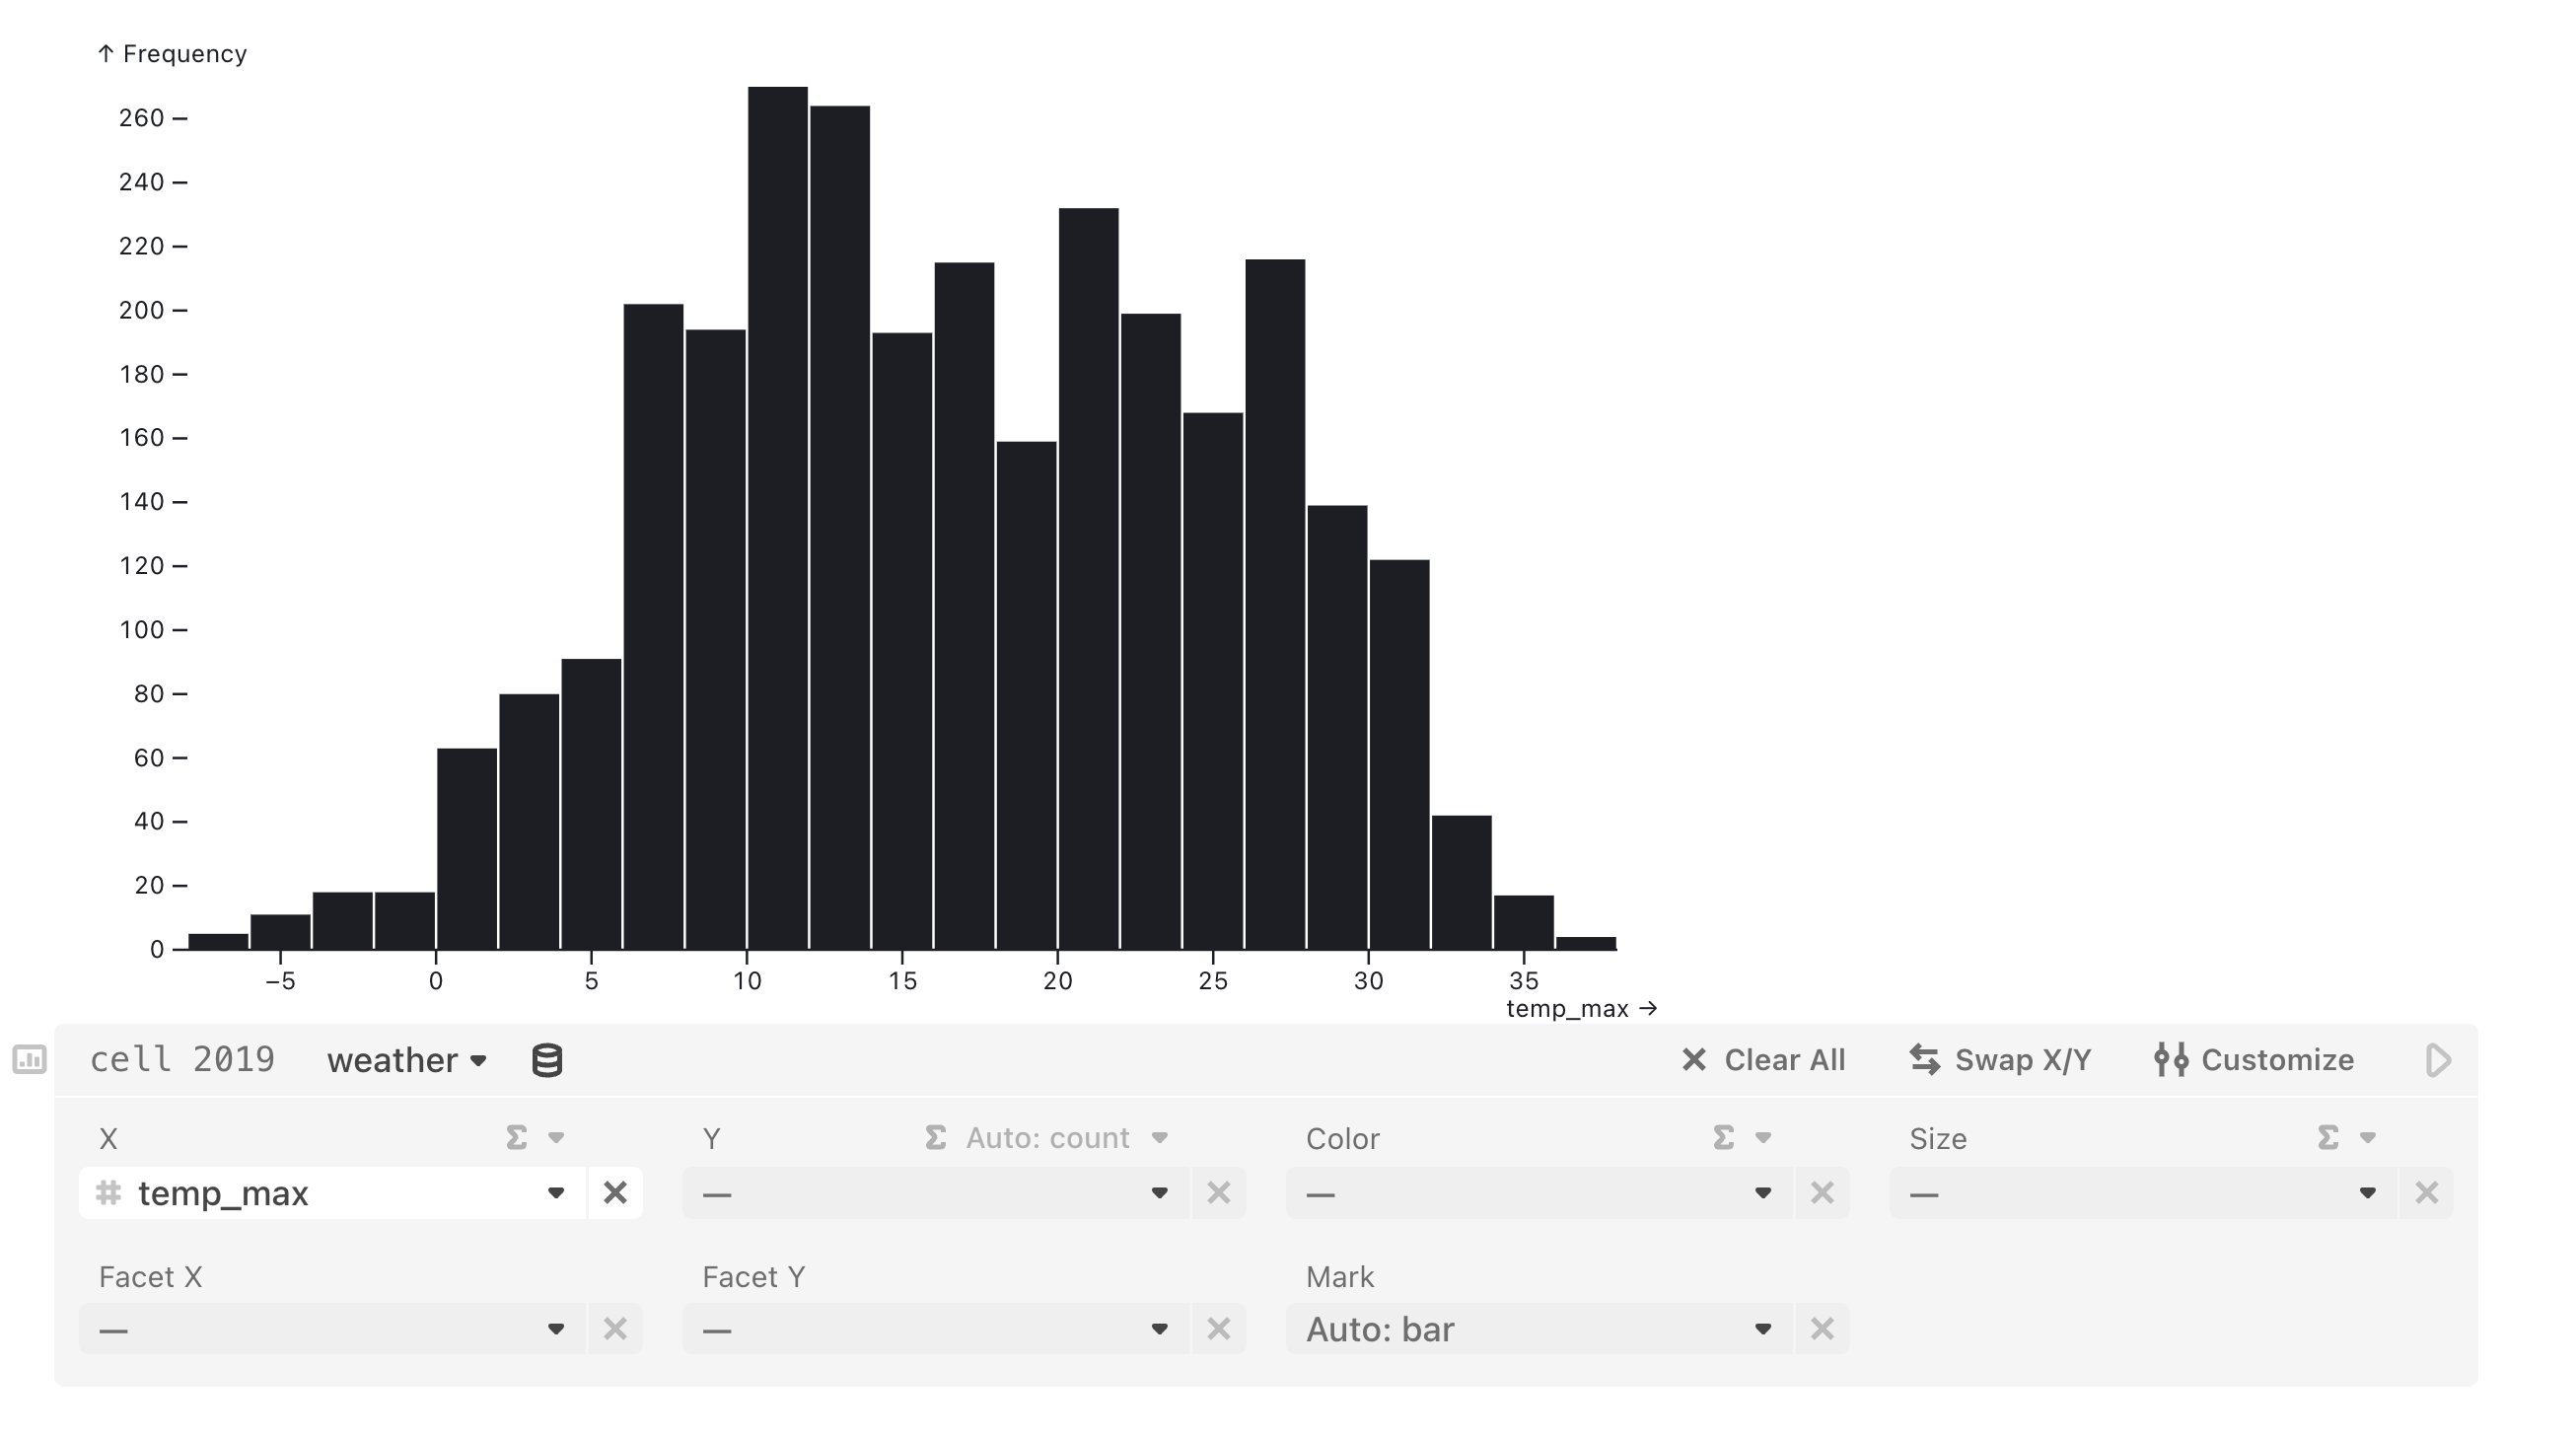 ↑ Frequency
260
240
220
200
180
160
140
120
100
80
60
40
20
0
−5 0 5 10 15 20 25 30 35
temp_max →
cell 2019 weather Clear All Swap X/Y Customize
X Σ Y Σ Auto: count Color Σ Size Σ
# temp_max — — —
Facet X Facet Y Mark
— — Auto: bar